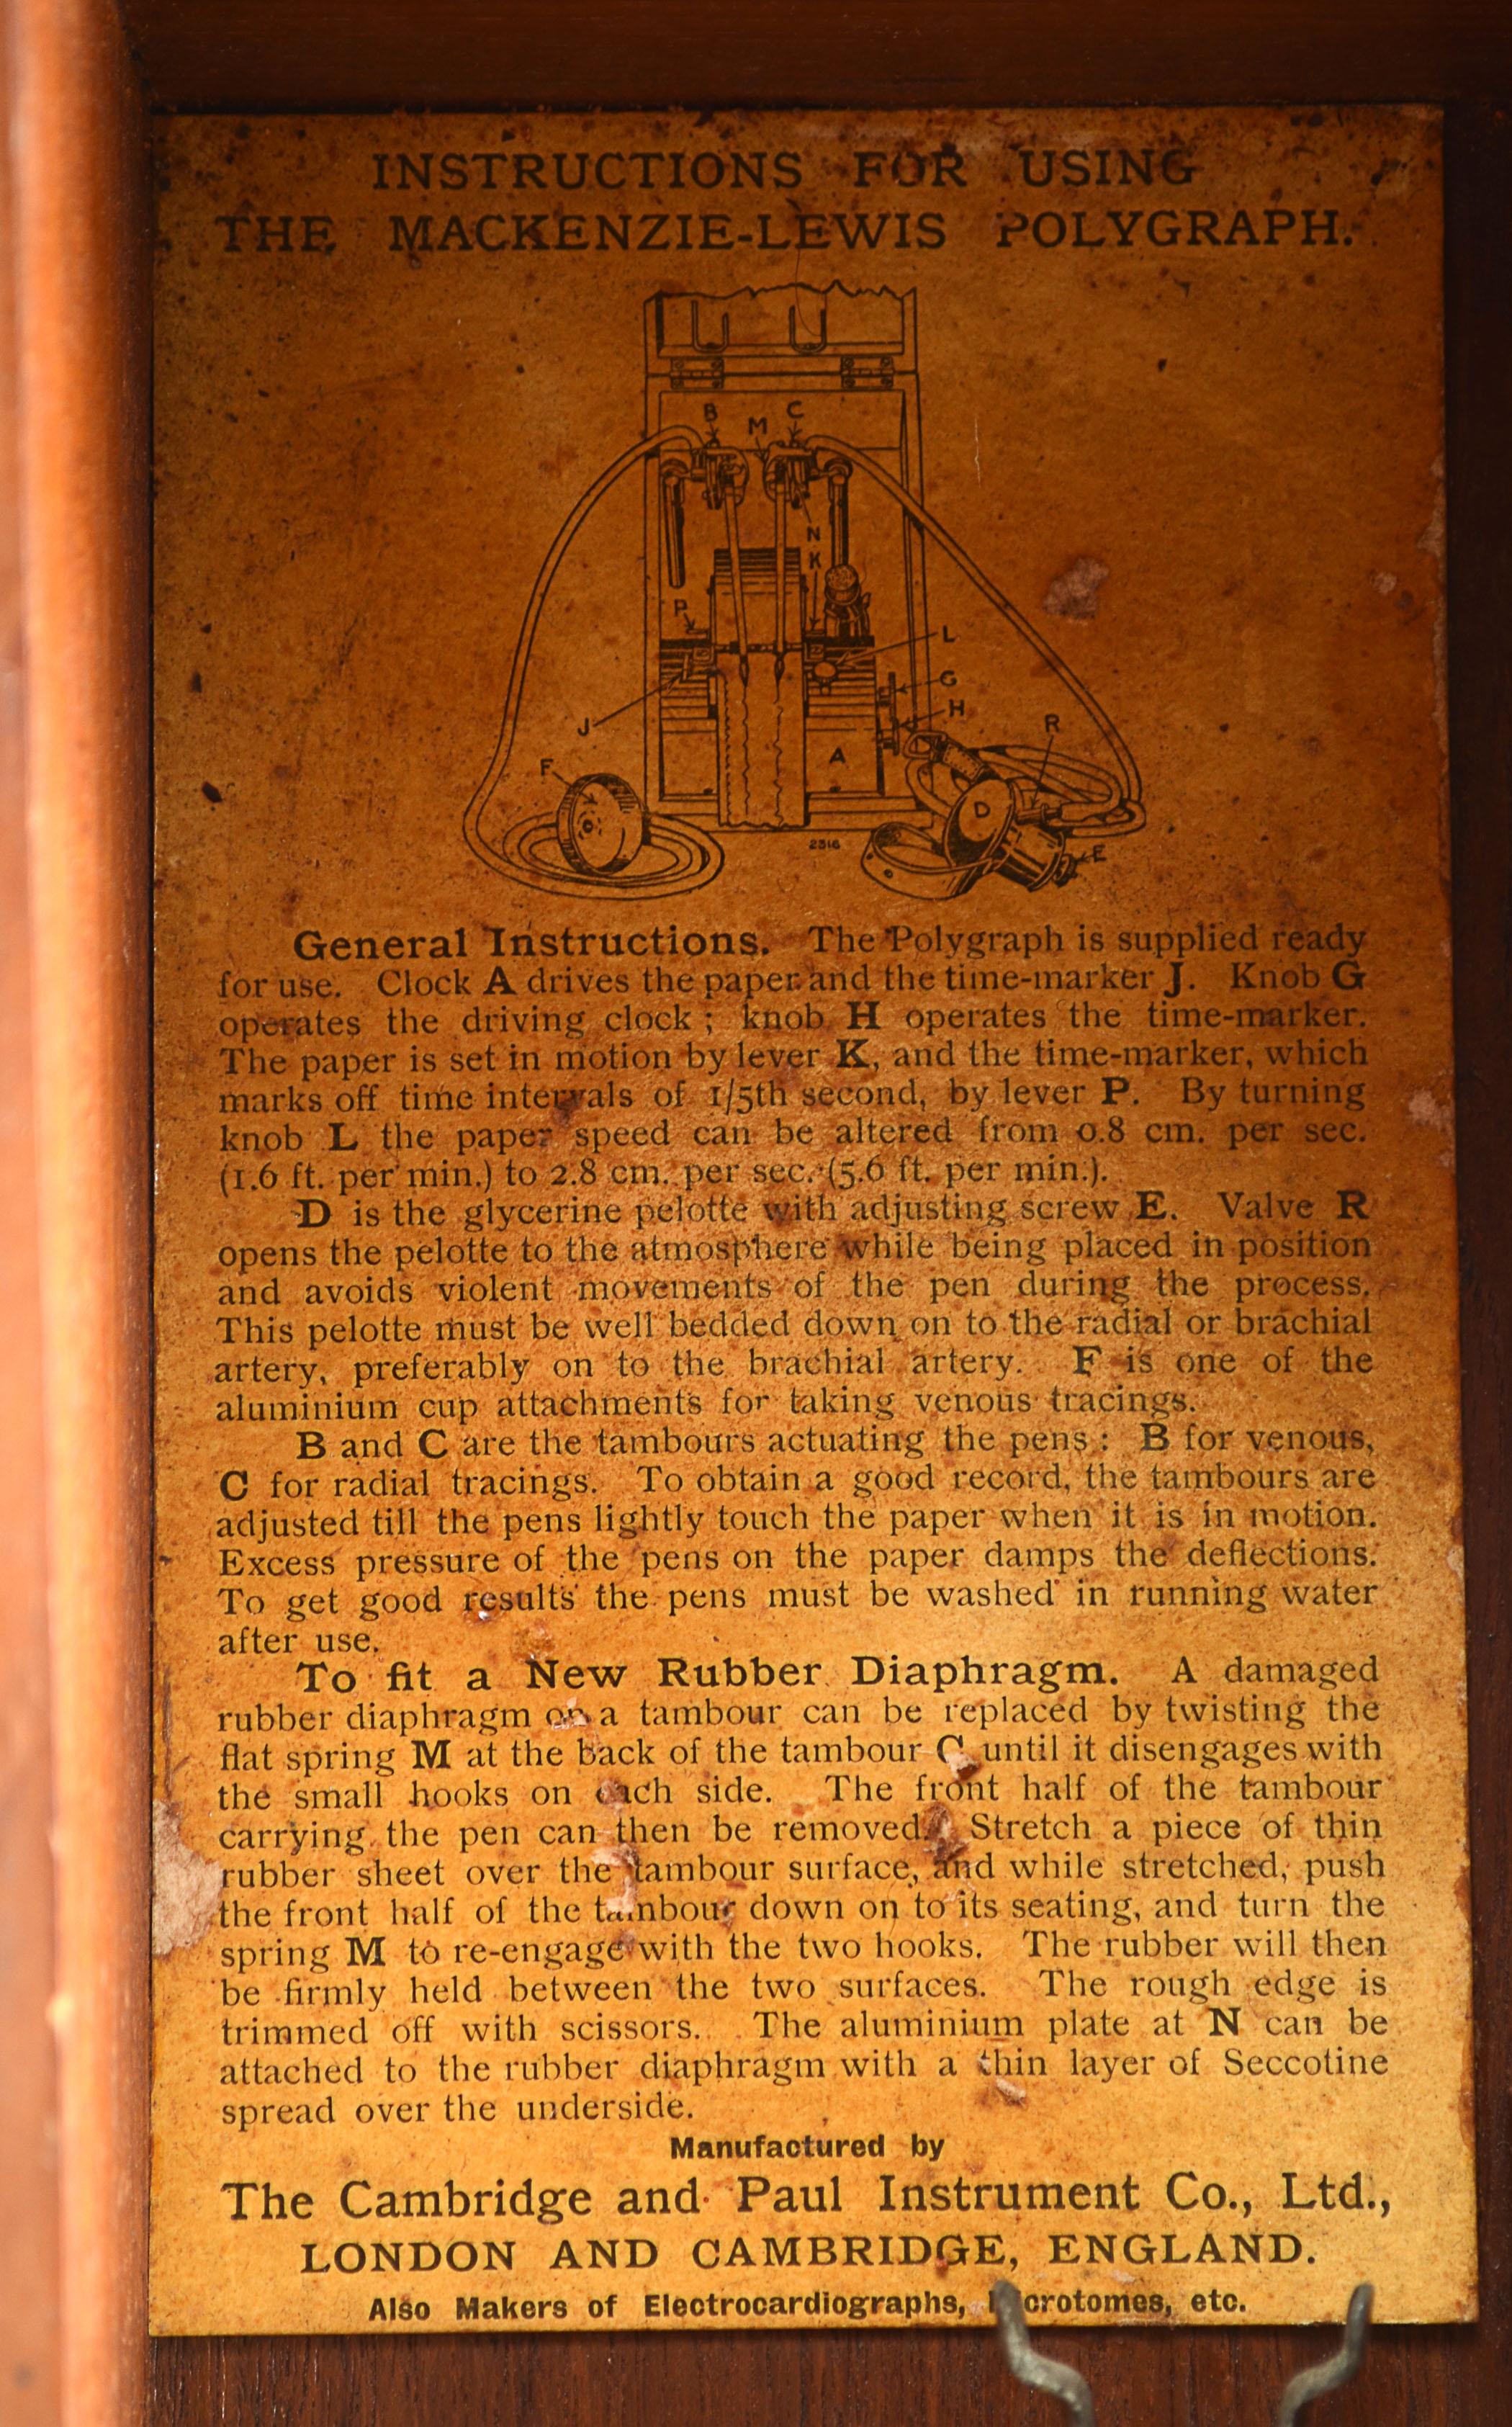 INSTRUCTIONS FOR USING
THE MACKENZIE-LEWIS POLYGRAPH.
B
M
C
N
K
P
L
G
H
J
R
F
A
D
2316
E
General Instructions. The Polygraph is supplied ready
for use. Clock A drives the paper and the time-marker J. Knob G
operates the driving clock; knob H operates the time-marker.
The paper is set in motion by lever K, and the time-marker, which
marks off time intervals of 1/5th second, by lever P. By turning
knob L the paper speed can be altered from 0.8 cm. per sec.
(1.6 ft. per min.) to 2.8 cm. per sec. (5.6 ft. per min.).
D is the glycerine pelotte with adjusting screw E. Valve R
opens the pelotte to the atmosphere while being placed in position
and avoids violent movements of the pen during the process.
This pelotte must be well bedded down on to the radial or brachial
artery, preferably on to the brachial artery. F is one of the
aluminium cup attachments for taking venous tracings.
B and C are the tambours actuating the pens: B for venous,
C for radial tracings. To obtain a good record, the tambours are
adjusted till the pens lightly touch the paper when it is in motion.
Excess pressure of the pens on the paper damps the deflections.
To get good results the pens must be washed in running water
after use.
To fit a New Rubber Diaphragm. A damaged
rubber diaphragm on a tambour can be replaced by twisting the
flat spring M at the back of the tambour C until it disengages with
the small hooks on each side. The front half of the tambour
carrying the pen can then be removed. Stretch a piece of thin
rubber sheet over the tambour surface, and while stretched, push
the front half of the tambour down on to its seating, and turn the
spring M to re-engage with the two hooks. The rubber will then
be firmly held between the two surfaces. The rough edge is
trimmed off with scissors. The aluminium plate at N can be
attached to the rubber diaphragm with a thin layer of Seccotine
spread over the underside.
Manufactured by
The Cambridge and Paul Instrument Co., Ltd.,
LONDON AND CAMBRIDGE, ENGLAND.
Also Makers of Electrocardiographs, Microtomes, etc.